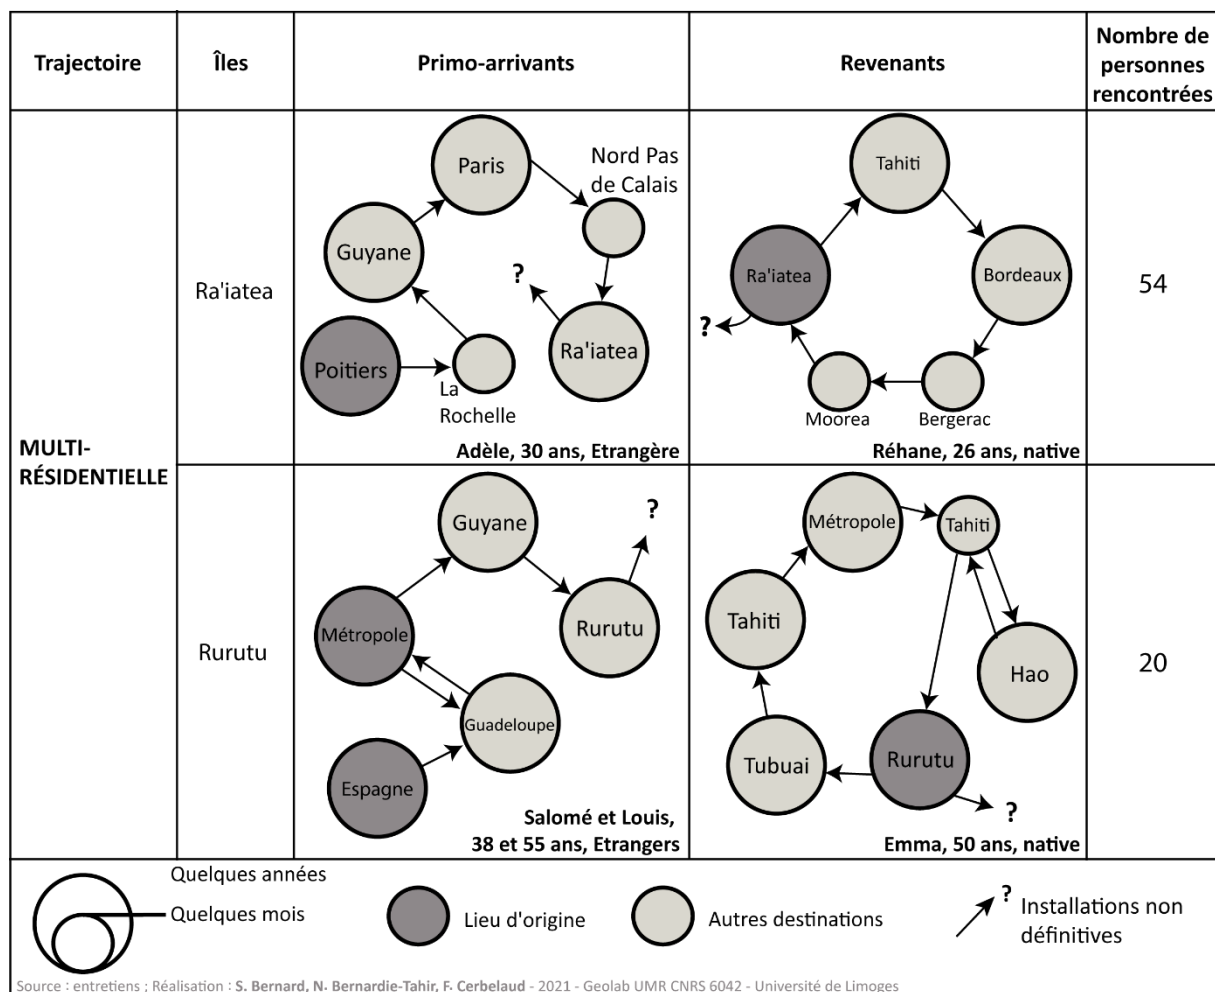 Trajectoire
Îles
Primo-arrivants
Revenants
Nombre de
personnes
rencontrées
MULTI-
RÉSIDENTIELLE
Ra'iatea
Paris
Nord Pas
de Calais
Guyane
?
Ra'iatea
Poitiers
La
Rochelle
Adèle, 30 ans, Etrangère
Tahiti
Ra'iatea
Bordeaux
?
Moorea
Bergerac
Réhane, 26 ans, native
54
Rurutu
Guyane
?
Métropole
Rurutu
Guadeloupe
Espagne
Salomé et Louis,
38 et 55 ans, Etrangers
Métropole
Tahiti
Tahiti
Hao
Tubuai
Rurutu
?
Emma, 50 ans, native
20
Quelques années
Quelques mois
Lieu d'origine
Autres destinations
? Installations non
définitives
Source : entretiens ; Réalisation : S. Bernard, N. Bernardie-Tahir, F. Cerbelaud - 2021 - Geolab UMR CNRS 6042 - Université de Limoges